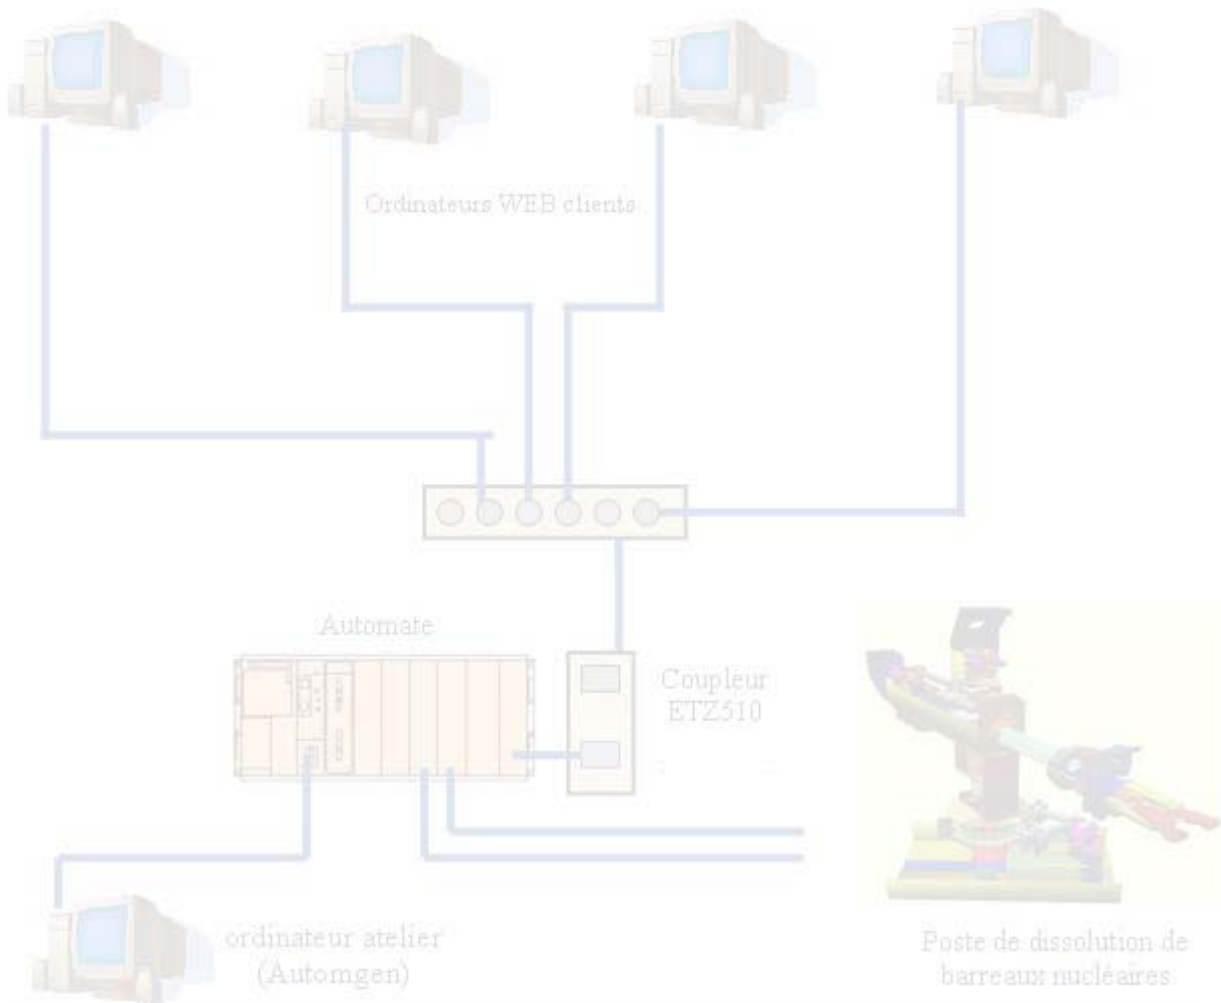 Ordinateurs WEB clients
Automate
Coupleur
ETZ510
ordinateur atelier
(Automgen)
Poste de dissolution de
barreaux nucléaires